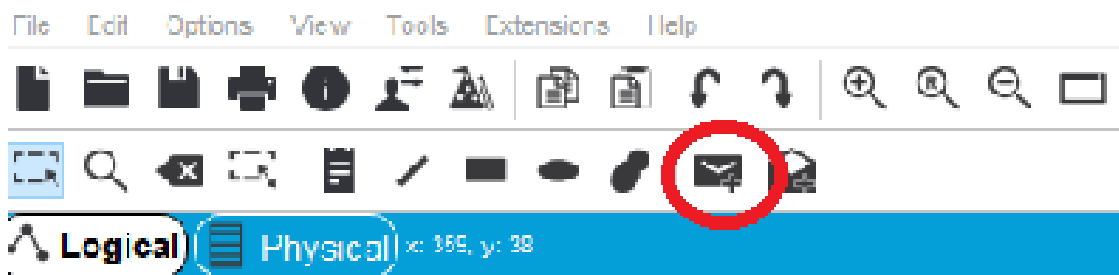 File Edit Options View Tools Extensions Help
Logical Physical x: 355, y: 38